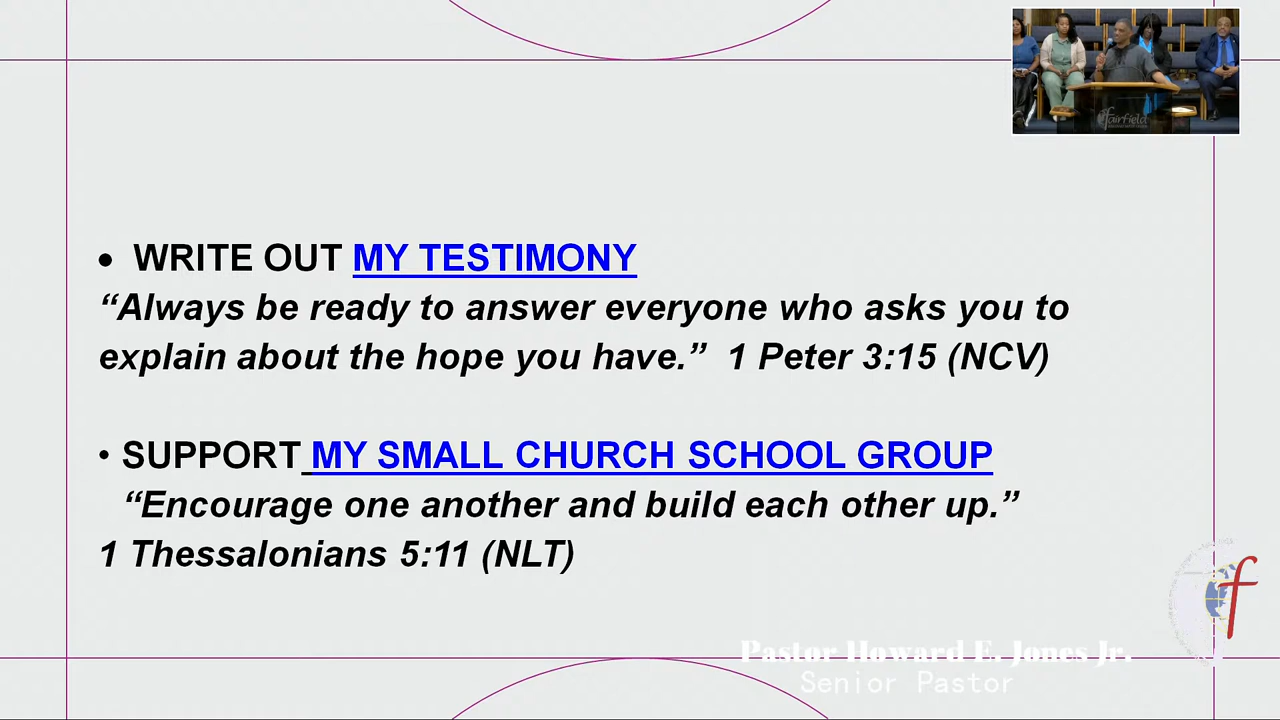 • WRITE OUT MY TESTIMONY
“Always be ready to answer everyone who asks you to
explain about the hope you have.” 1 Peter 3:15 (NCV)
• SUPPORT MY SMALL CHURCH SCHOOL GROUP
“Encourage one another and build each other up.”
1 Thessalonians 5:11 (NLT)
Pastor Howard E. Jones Jr.
Senior Pastor
fairfield